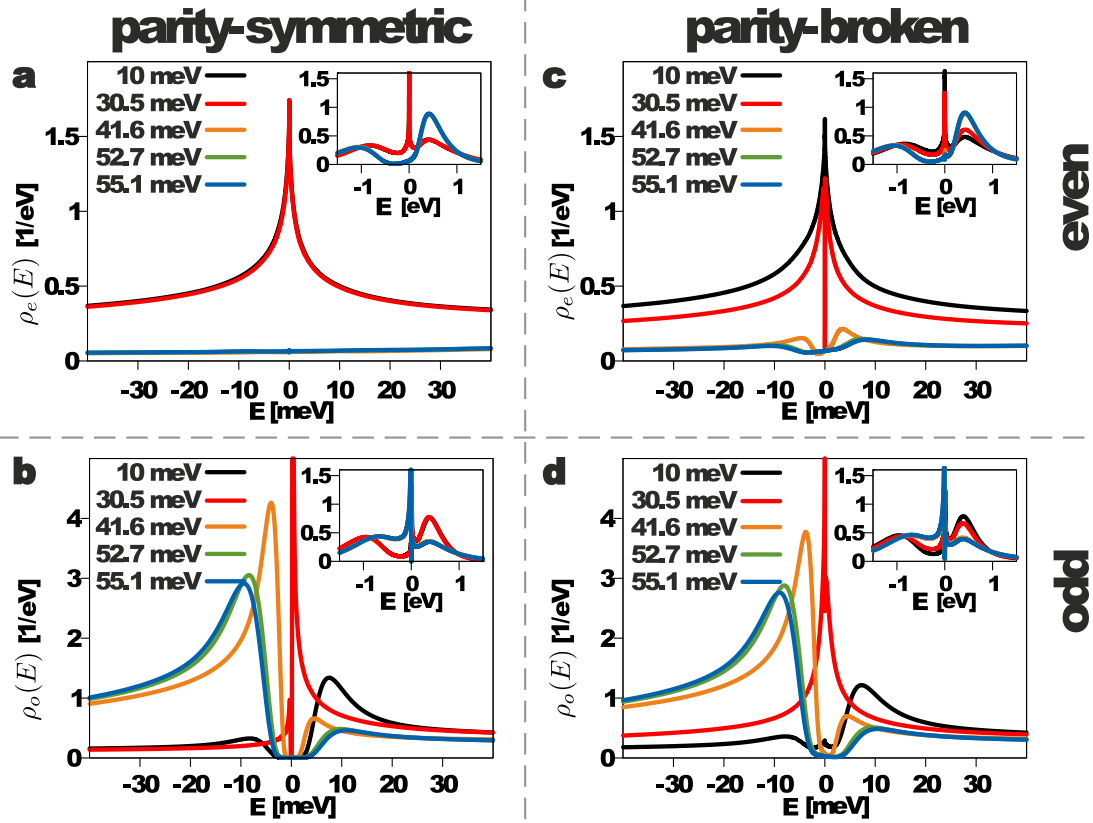 parity-symmetric
parity-broken
a
10 meV
30.5 meV
41.6 meV
52.7 meV
55.1 meV
ρe(E) [1/eV]
1.5
1
0.5
0
-30 -20 -10 0 10 20 30
E [meV]
1.5
1
0.5
0
-1 0 1
E [eV]
c
10 meV
30.5 meV
41.6 meV
52.7 meV
55.1 meV
ρe(E) [1/eV]
1.5
1
0.5
0
-30 -20 -10 0 10 20 30
E [meV]
1.5
1
0.5
0
-1 0 1
E [eV]
even
b
10 meV
30.5 meV
41.6 meV
52.7 meV
55.1 meV
ρo(E) [1/eV]
4
3
2
1
0
-30 -20 -10 0 10 20 30
E [meV]
1.5
1
0.5
0
-1 0 1
E [eV]
d
10 meV
30.5 meV
41.6 meV
52.7 meV
55.1 meV
ρo(E) [1/eV]
4
3
2
1
0
-30 -20 -10 0 10 20 30
E [meV]
1.5
1
0.5
0
-1 0 1
E [eV]
odd